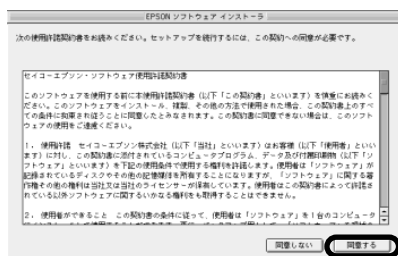 EPSON ソフトウェア インストーラ
次の使用許諾契約書をお読みください。セットアップを続行するには、この契約への同意が必要です。
セイコーエプソン・ソフトウェア使用許諾契約書
このソフトウェアを使用する前に本使用許諾契約書（以下「この契約書」といいます）を慎重にお読みく
ださい。このソフトウェアをインストール、複製、その他の方法で使用された場合、この契約書上のすべ
ての条件に拘束され従うことに同意したとみなされます。この契約書に同意できない場合は、このソフト
ウェアの使用をご遠慮ください。
1． 使用許諾 セイコーエプソン株式会社（以下「当社」といいます）はお客様（以下「使用者」といい
ます）に対し、この契約書に添付されているコンピュータプログラム、データ及び付随印刷物（以下「ソ
フトウェア」といいます）を下記の使用条件で使用する権利を許諾します。使用者は「ソフトウェア」が
記録されているディスクやその他の記憶媒体を所有することになりますが、「ソフトウェア」に関する著
作権その他の権利は当社又は当社のライセンサーが保有しています。使用者はこの契約書によって許諾さ
れている以外ソフトウェアに関するいかなる権利をも取得することはできません。
2． 使用者ができること この契約書の条件に従って、使用者は「ソフトウェア」を1台のコンピュータ
同意しない 同意する